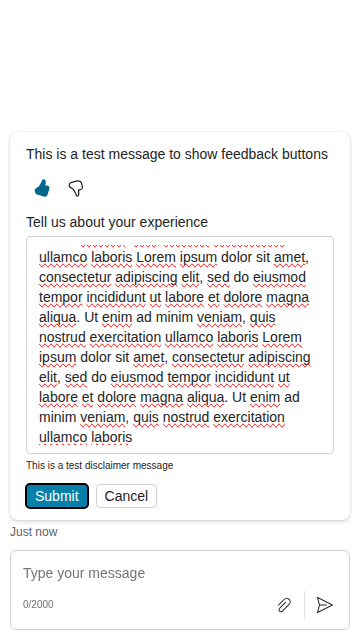 This is a test message to show feedback buttons
Tell us about your experience
ullamco laboris Lorem ipsum dolor sit amet,
consectetur adipiscing elit, sed do eiusmod
tempor incididunt ut labore et dolore magna
aliqua. Ut enim ad minim veniam, quis
nostrud exercitation ullamco laboris Lorem
ipsum dolor sit amet, consectetur adipiscing
elit, sed do eiusmod tempor incididunt ut
labore et dolore magna aliqua. Ut enim ad
minim veniam, quis nostrud exercitation
ullamco laboris
This is a test disclaimer message
Submit Cancel
Just now
Type your message
0/2000